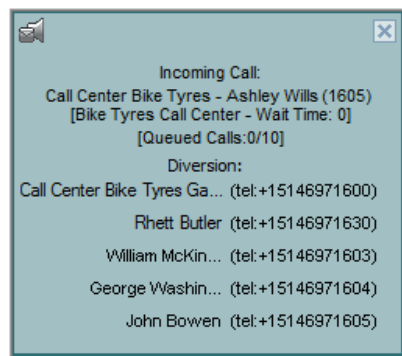 Incoming Call:
Call Center Bike Tyres - Ashley Wills (1605)
[Bike Tyres Call Center - Wait Time: 0]
[Queued Calls:0/10]
Diversion:
Call Center Bike Tyres Ga... (tel:+15146971600)
Rhett Butler (tel:+15146971630)
William McKin... (tel:+15146971603)
George Washin... (tel:+15146971604)
John Bowen (tel:+15146971605)